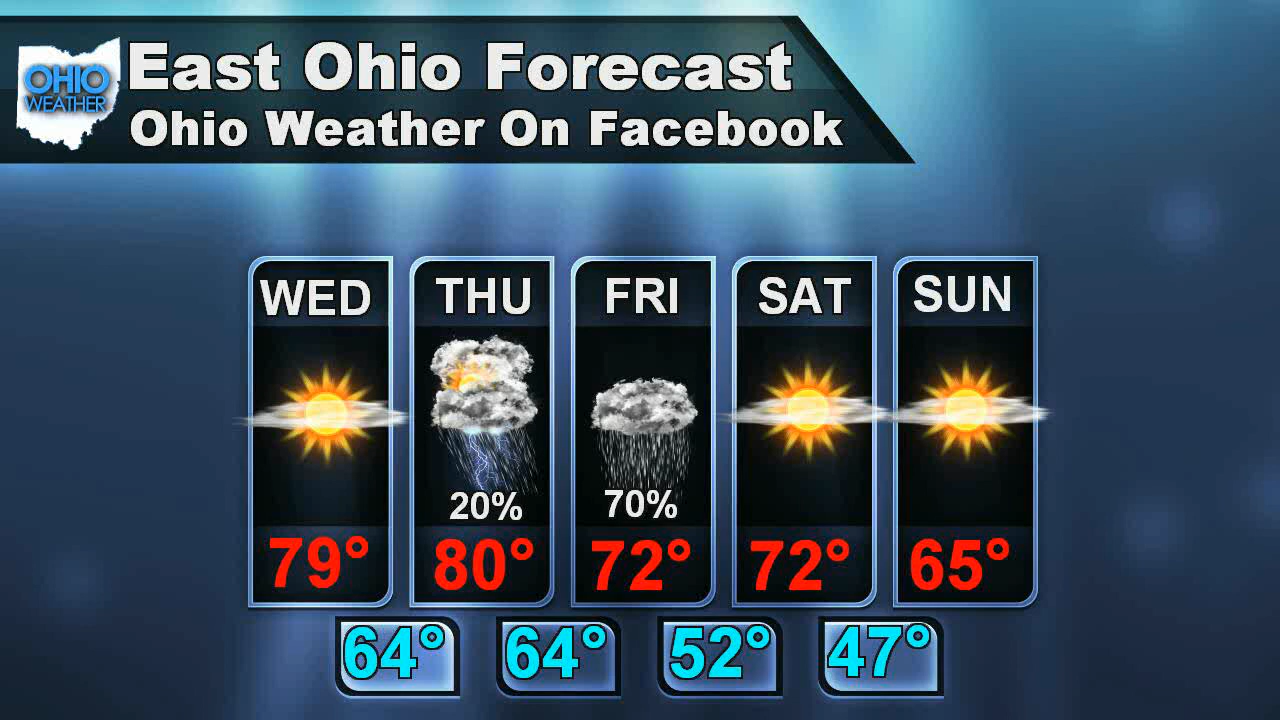 OHIO
WEATHER
East Ohio Forecast
Ohio Weather On Facebook
WED THU FRI SAT SUN
20% 70%
79° 80° 72° 72° 65°
64° 64° 52° 47°